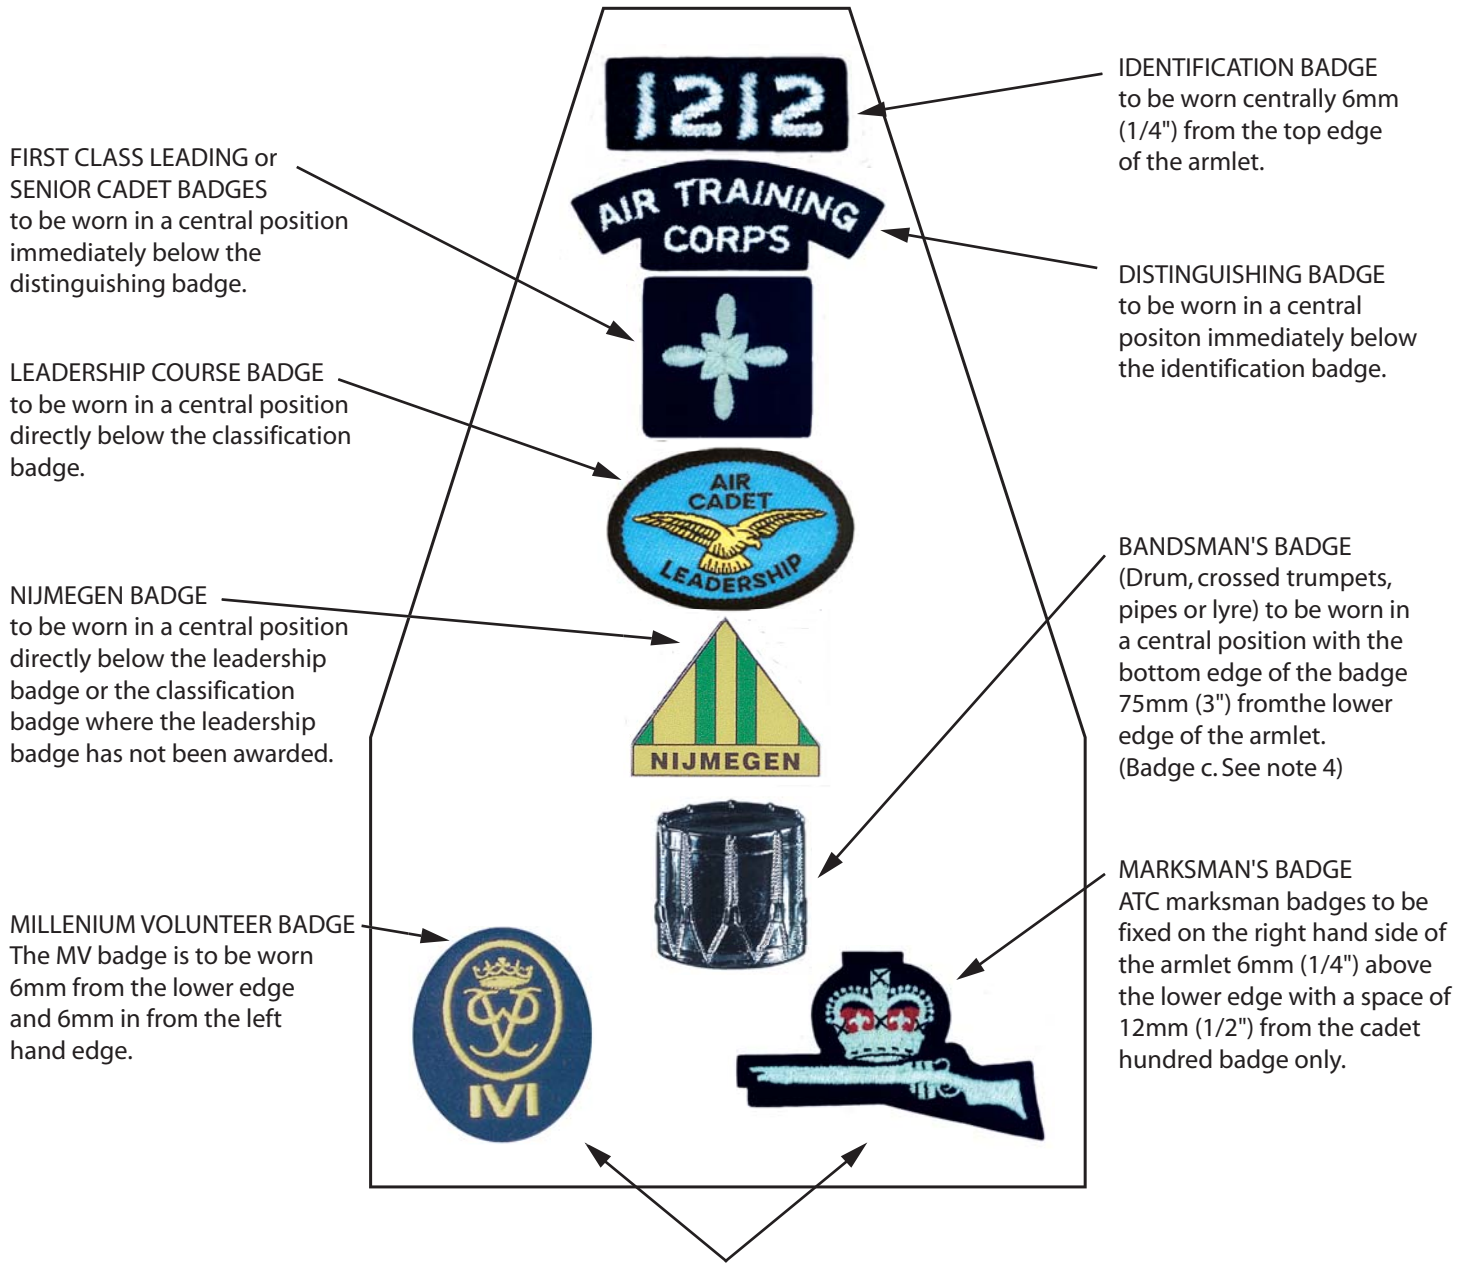 1212
AIR TRAINING
CORPS
IDENTIFICATION BADGE
to be worn centrally 6mm
(1/4") from the top edge
of the armlet.
FIRST CLASS LEADING or
SENIOR CADET BADGES
to be worn in a central position
immediately below the
distinguishing badge.
DISTINGUISHING BADGE
to be worn in a central
positon immediately below
the identification badge.
LEADERSHIP COURSE BADGE
to be worn in a central position
directly below the classification
badge.
AIR
CADET
LEADERSHIP
NIJMEGEN BADGE
to be worn in a central position
directly below the leadership
badge or the classification
badge where the leadership
badge has not been awarded.
NIJMEGEN
BANDSMAN'S BADGE
(Drum, crossed trumpets,
pipes or lyre) to be worn in
a central position with the
bottom edge of the badge
75mm (3") fromthe lower
edge of the armlet.
(Badge c. See note 4)
MILLENIUM VOLUNTEER BADGE
The MV badge is to be worn
6mm from the lower edge
and 6mm in from the left
hand edge.
IVI
MARKSMAN'S BADGE
ATC marksman badges to be
fixed on the right hand side of
the armlet 6mm (1/4") above
the lower edge with a space of
12mm (1/2") from the cadet
hundred badge only.